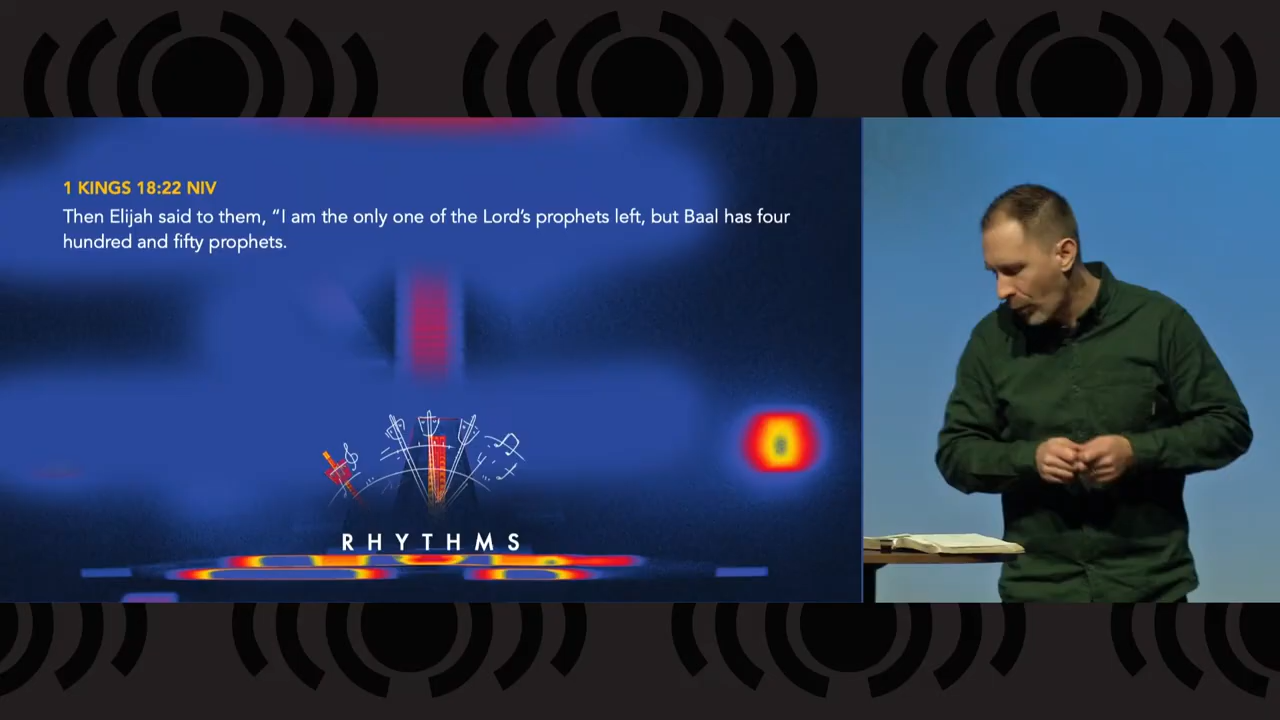 1 KINGS 18:22 NIV
Then Elijah said to them, “I am the only one of the Lord’s prophets left, but Baal has four
hundred and fifty prophets.
RHYTHMS